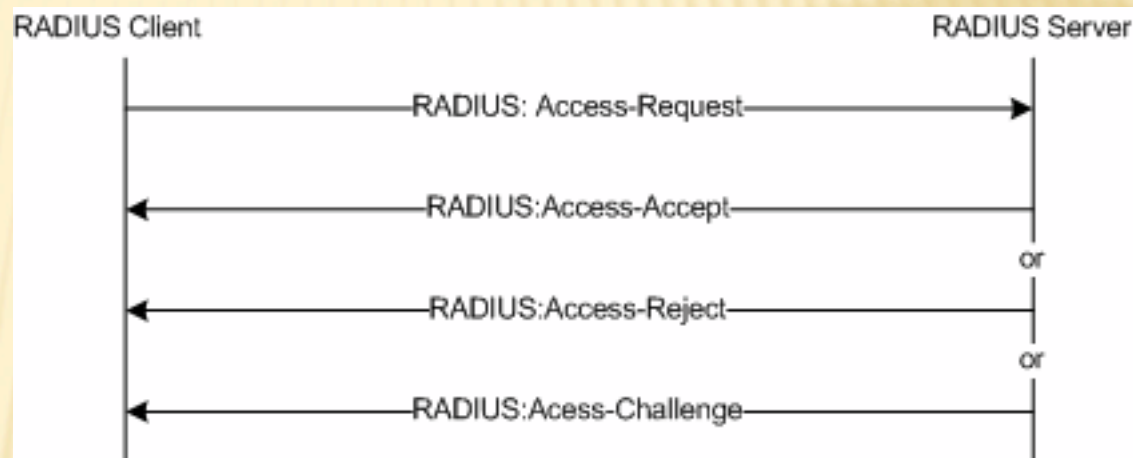 RADIUS Client
RADIUS Server
RADIUS: Access-Request
RADIUS:Access-Accept
or
RADIUS:Access-Reject
or
RADIUS:Acess-Challenge